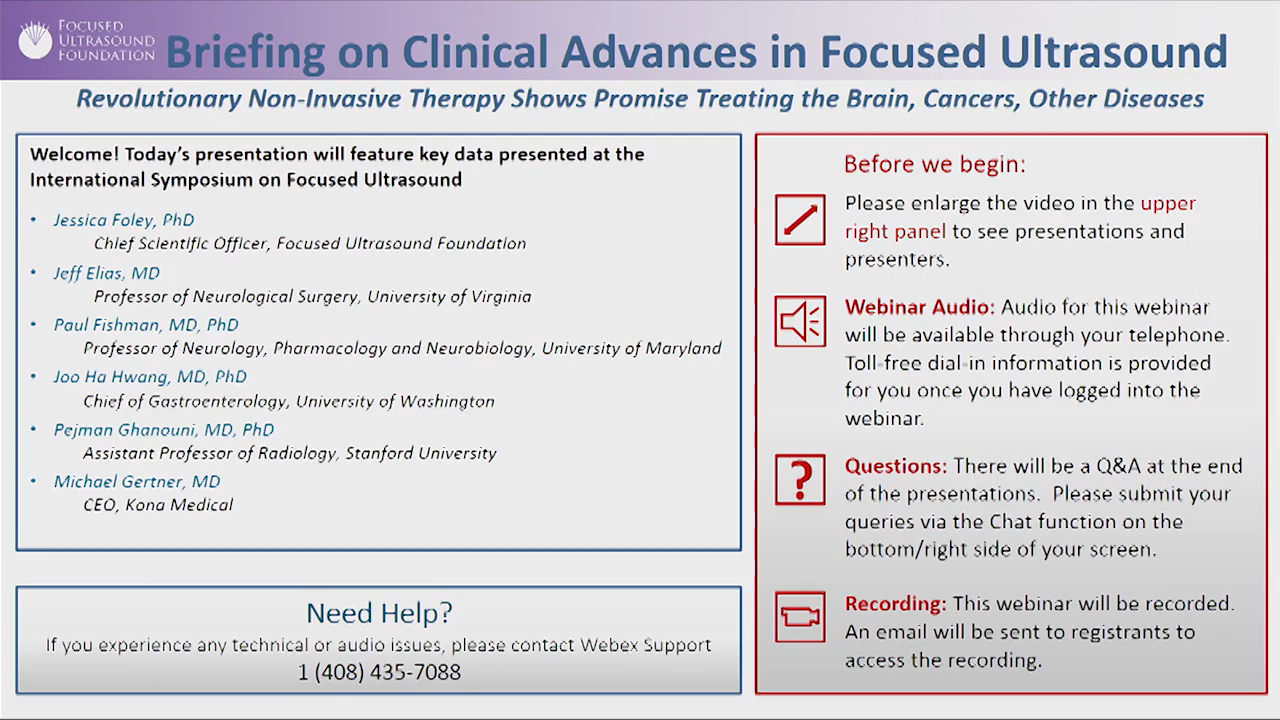 FOCUSED
ULTRASOUND
FOUNDATION
Briefing on Clinical Advances in Focused Ultrasound
Revolutionary Non-Invasive Therapy Shows Promise Treating the Brain, Cancers, Other Diseases
Welcome! Today's presentation will feature key data presented at the
International Symposium on Focused Ultrasound
• Jessica Foley, PhD
Chief Scientific Officer, Focused Ultrasound Foundation
• Jeff Elias, MD
Professor of Neurological Surgery, University of Virginia
• Paul Fishman, MD, PhD
Professor of Neurology, Pharmacology and Neurobiology, University of Maryland
• Joo Ha Hwang, MD, PhD
Chief of Gastroenterology, University of Washington
• Pejman Ghanouni, MD, PhD
Assistant Professor of Radiology, Stanford University
• Michael Gertner, MD
CEO, Kona Medical
Need Help?
If you experience any technical or audio issues, please contact Webex Support
1 (408) 435-7088
Before we begin:
Please enlarge the video in the upper
right panel to see presentations and
presenters.
Webinar Audio: Audio for this webinar
will be available through your telephone.
Toll-free dial-in information is provided
for you once you have logged into the
webinar.
?
Questions: There will be a Q&A at the end
of the presentations. Please submit your
queries via the Chat function on the
bottom/right side of your screen.
Recording: This webinar will be recorded.
An email will be sent to registrants to
access the recording.